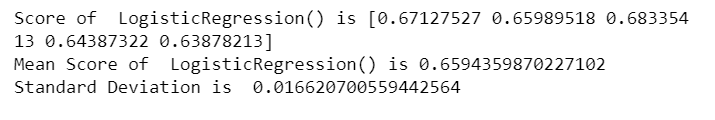 Score of  LogisticRegression() is [0.67127527 0.65989518 0.683354
13 0.64387322 0.63878213]
Mean Score of  LogisticRegression() is 0.6594359870227102
Standard Deviation is  0.016620700559442564